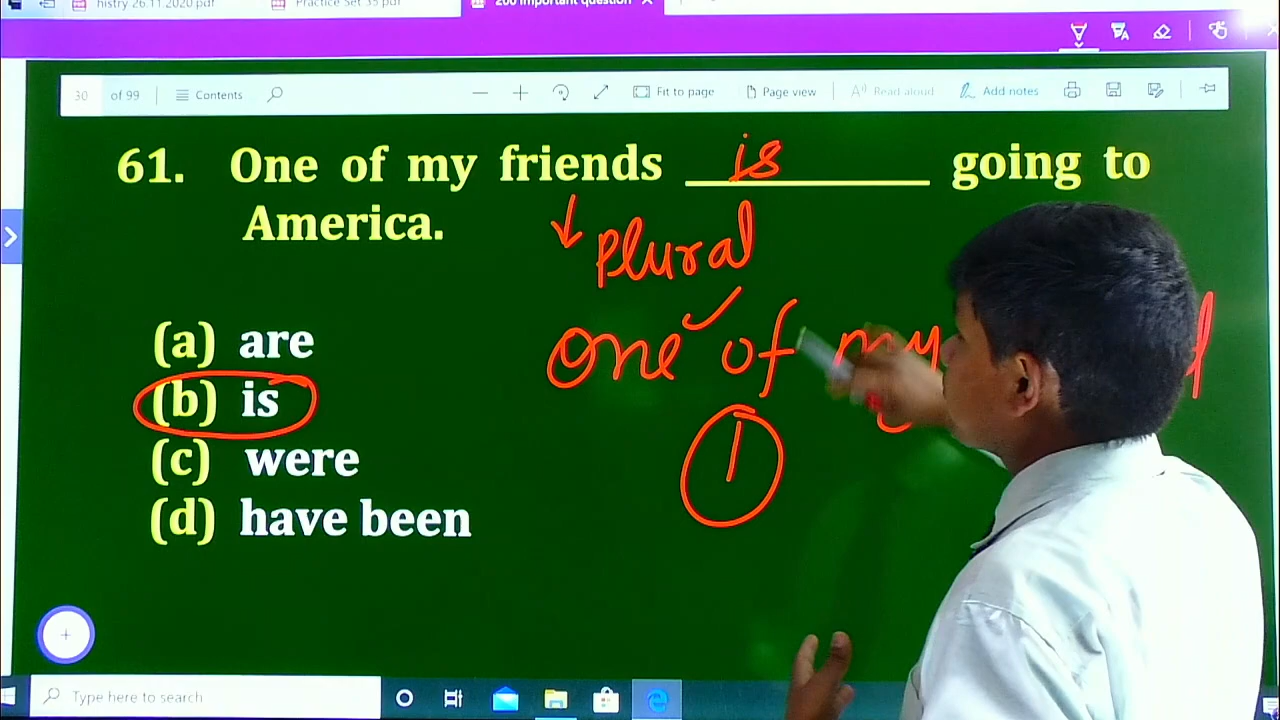 histry 26.11.2020.pdf
Practice Set 35.pdf
200 important question
30 of 99
Contents
Fit to page
Page view
Read aloud
Add notes
61. One of my friends is going to
America.
Plural
One of my
1
(a) are
(b) is
(c) were
(d) have been
Type here to search